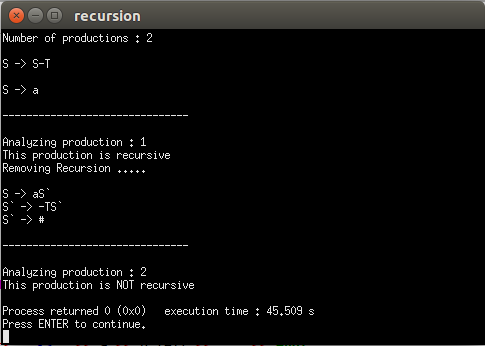 recursion
Number of productions : 2
S -> S-T
S -> a
--------------------------------
Analyzing production : 1
This production is recursive
Removing Recursion .....
S -> aS`
S` -> -TS`
S` -> #
--------------------------------
Analyzing production : 2
This production is NOT recursive
Process returned 0 (0x0)   execution time : 45.509 s
Press ENTER to continue.